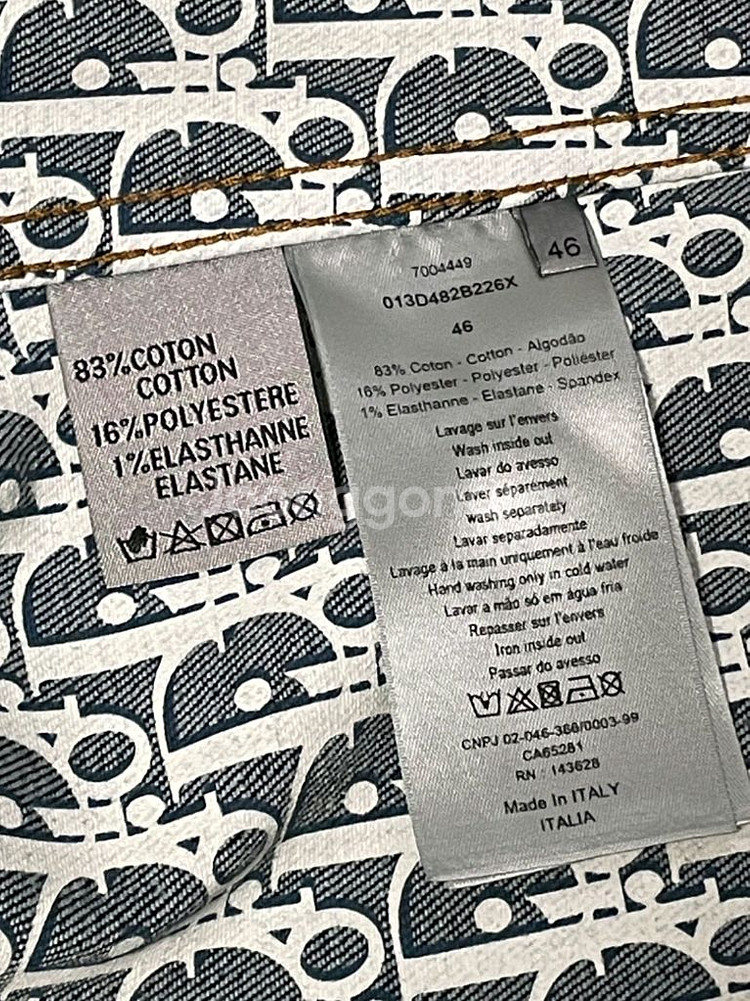 83%COTON
COTTON
16%POLYESTERE
1%ELASTHANNE
ELASTANE
46
7004449
013D482B226X
46
83% Coton - Cotton - Algodão
16% Polyester - Polyester - Poliéster
1% Elasthanne - Elastane - Spandex
Lavage sur l'envers
Wash inside out
Lavar do avesso
Laver séparément
wash separately
Lavar separadamente
Lavage à la main uniquement à l'eau froide
Hand washing only in cold water
Lavar a mão só em água fria
Repasser sur l'envers
Iron inside out
Passar do avesso
CNPJ 02-046-366/0003-99
CA65281
RN : 143628
Made In ITALY
ITALIA